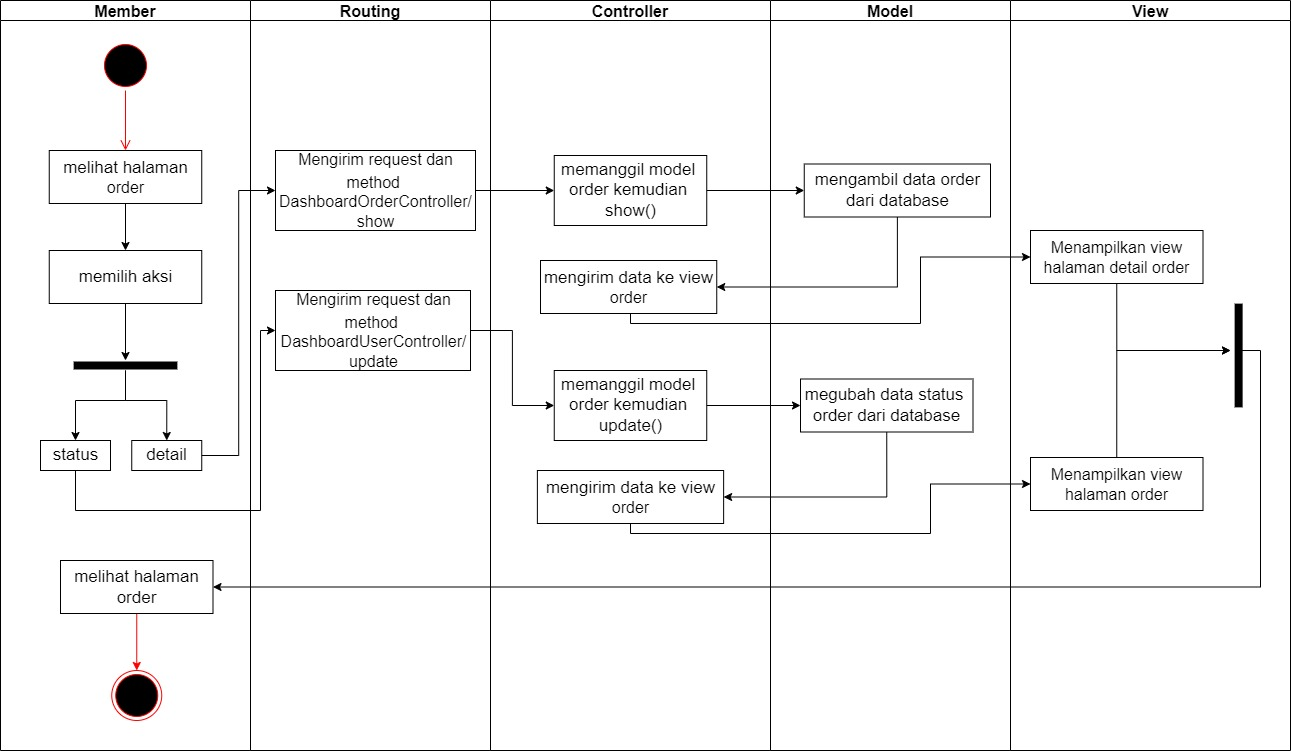 Member
Routing
Controller
Model
View
melihat halaman
order
memilih aksi
status
detail
melihat halaman
order
Mengirim request dan
method
DashboardOrderController/
show
Mengirim request dan
method
DashboardUserController/
update
memanggil model
order kemudian
show()
mengirim data ke view
order
memanggil model
order kemudian
update()
mengirim data ke view
order
mengambil data order
dari database
megubah data status
order dari database
Menampilkan view
halaman detail order
Menampilkan view
halaman order